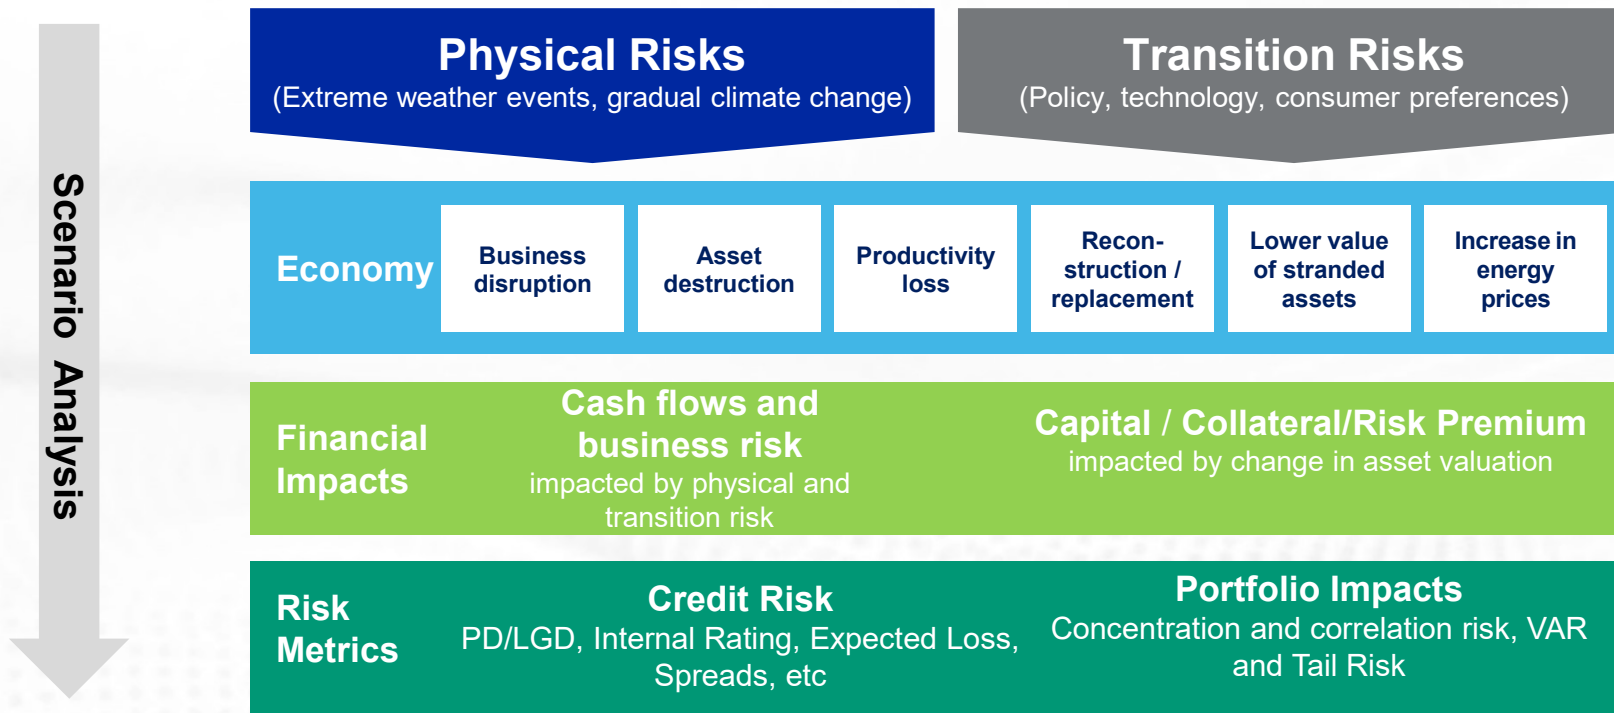 Scenario Analysis
Physical Risks
(Extreme weather events, gradual climate change)
Transition Risks
(Policy, technology, consumer preferences)
Economy
Business
disruption
Asset
destruction
Productivity
loss
Recon-
struction /
replacement
Lower value
of stranded
assets
Increase in
energy
prices
Financial
Impacts
Cash flows and
business risk
impacted by physical and
transition risk
Capital / Collateral/Risk Premium
impacted by change in asset valuation
Risk
Metrics
Credit Risk
PD/LGD, Internal Rating, Expected Loss,
Spreads, etc
Portfolio Impacts
Concentration and correlation risk, VAR
and Tail Risk